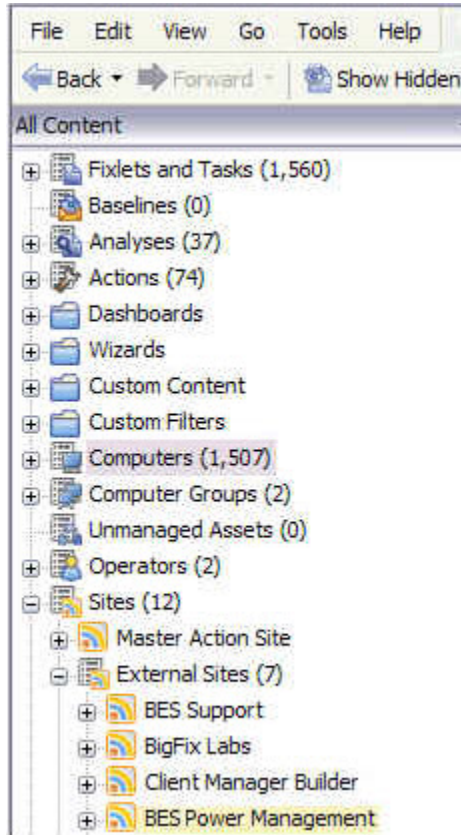 File Edit View Go Tools Help
Back Forward Show Hidden
All Content
Fixlets and Tasks (1,560)
Baselines (0)
Analyses (37)
Actions (74)
Dashboards
Wizards
Custom Content
Custom Filters
Computers (1,507)
Computer Groups (2)
Unmanaged Assets (0)
Operators (2)
Sites (12)
Master Action Site
External Sites (7)
BES Support
BigFix Labs
Client Manager Builder
BES Power Management